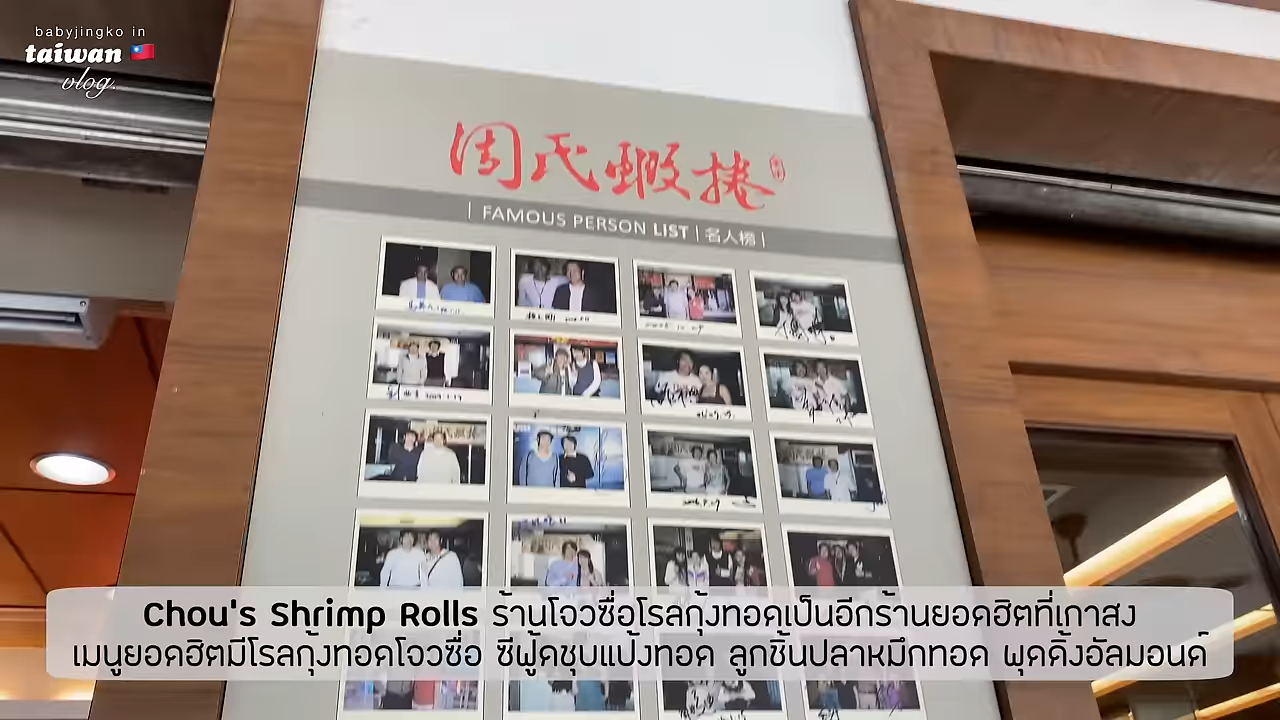 babyjingko in
taiwan
vlog.
周氏蝦捲
| FAMOUS PERSON LIST | 名人榜 |
Chou's Shrimp Rolls ร้านโจวซื่อโรลกุ้งทอดเป็นอีกร้านยอดฮิตที่เกาสง
เมนูยอดฮิตมีโรลกุ้งทอดโจวซื่อ ซีฟู้ดชุบแป้งทอด ลูกชิ้นปลาหมึกทอด พุดดิ้งอัลมอนด์